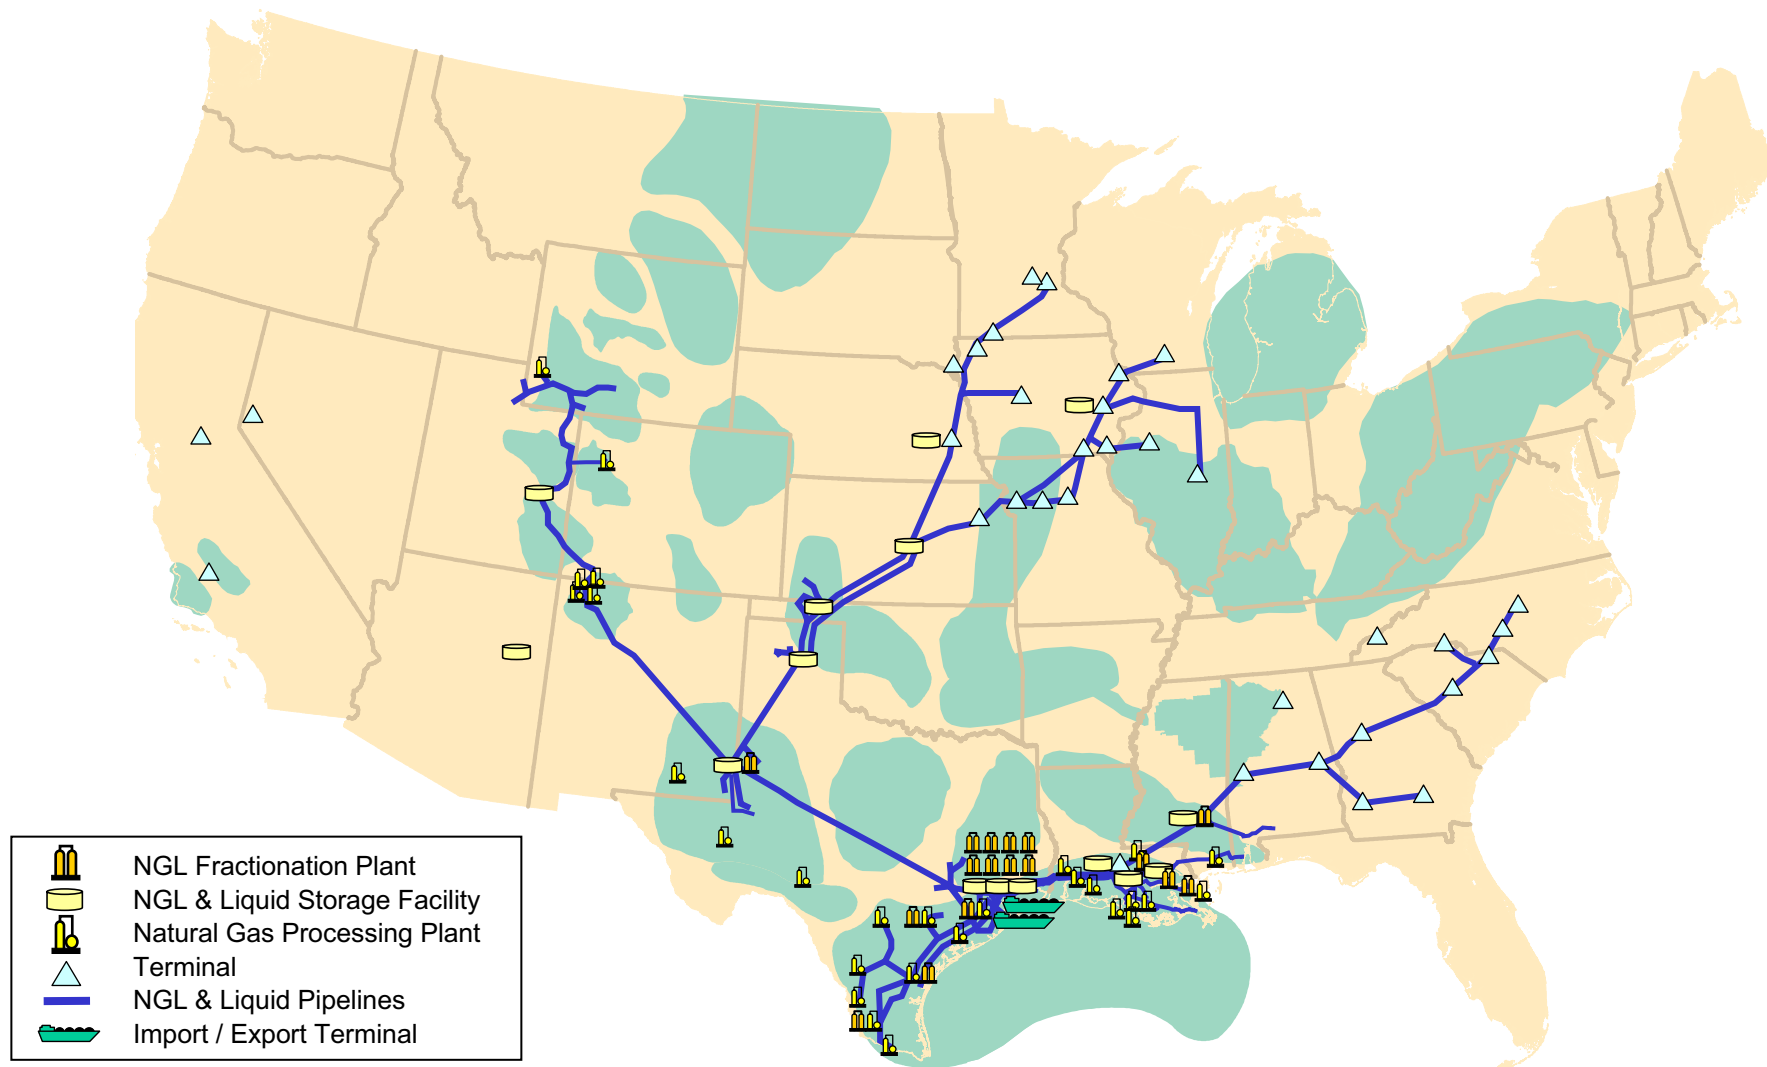 NGL Fractionation Plant
NGL & Liquid Storage Facility
Natural Gas Processing Plant
Terminal
NGL & Liquid Pipelines
Import / Export Terminal